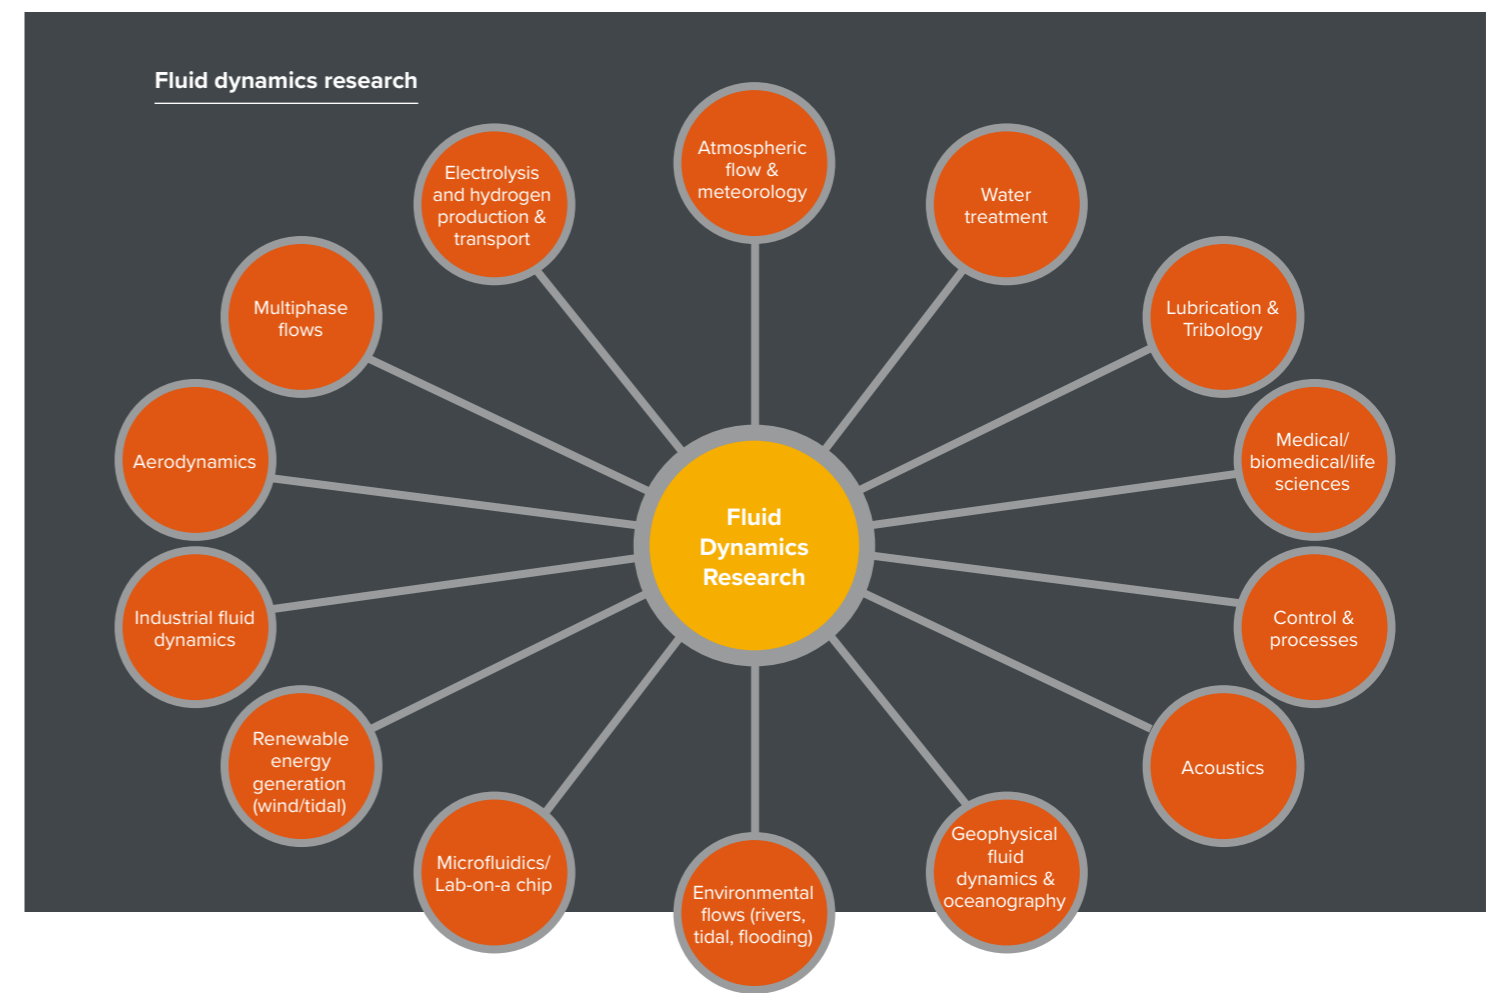 Fluid dynamics research
Atmospheric
flow &
meteorology
Electrolysis
and hydrogen
production &
transport
Water
treatment
Multiphase
flows
Lubrication &
Tribology
Aerodynamics
Medical/
biomedical/life
sciences
Fluid
Dynamics
Research
Industrial fluid
dynamics
Control &
processes
Renewable
energy
generation
(wind/tidal)
Acoustics
Microfluidics/
Lab-on-a chip
Environmental
flows (rivers,
tidal, flooding)
Geophysical
fluid
dynamics &
oceanography